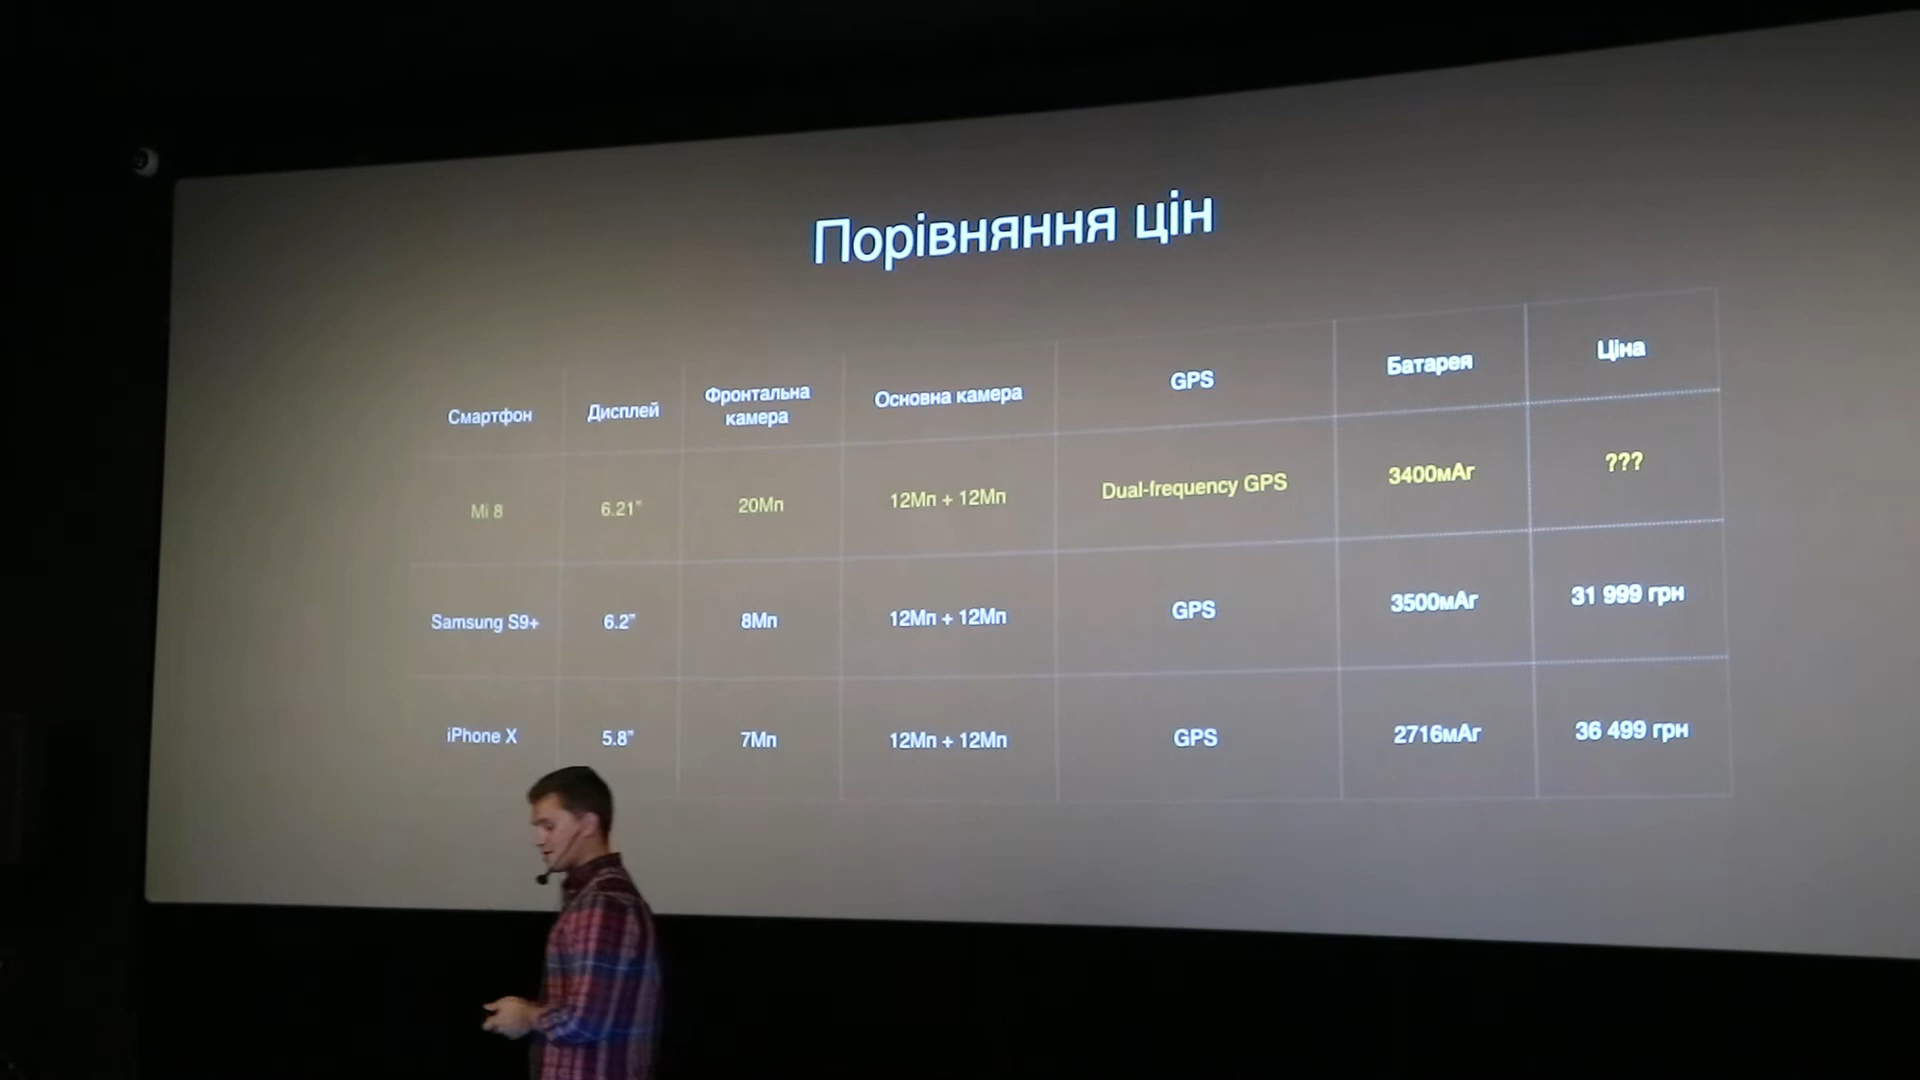 Порівняння цін
Смартфон Дисплей Фронтальна камера Основна камера GPS Батарея Ціна
Mi 8 6.21" 20Мп 12Мп + 12Мп Dual-frequency GPS 3400мАг ???
Samsung S9+ 6.2" 8Мп 12Мп + 12Мп GPS 3500мАг 31 999 грн
iPhone X 5.8" 7Мп 12Мп + 12Мп GPS 2716мАг 36 499 грн